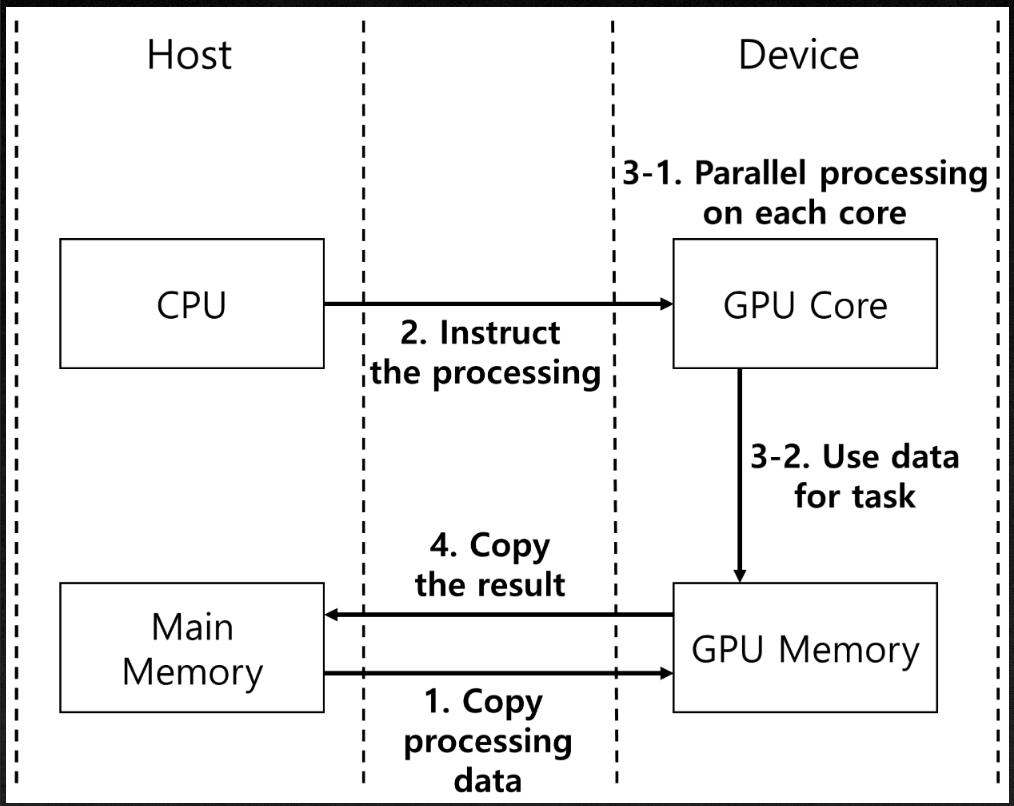 Host
Device
3-1. Parallel processing
on each core
CPU
GPU Core
2. Instruct
the processing
3-2. Use data
for task
4. Copy
the result
Main
Memory
GPU Memory
1. Copy
processing
data